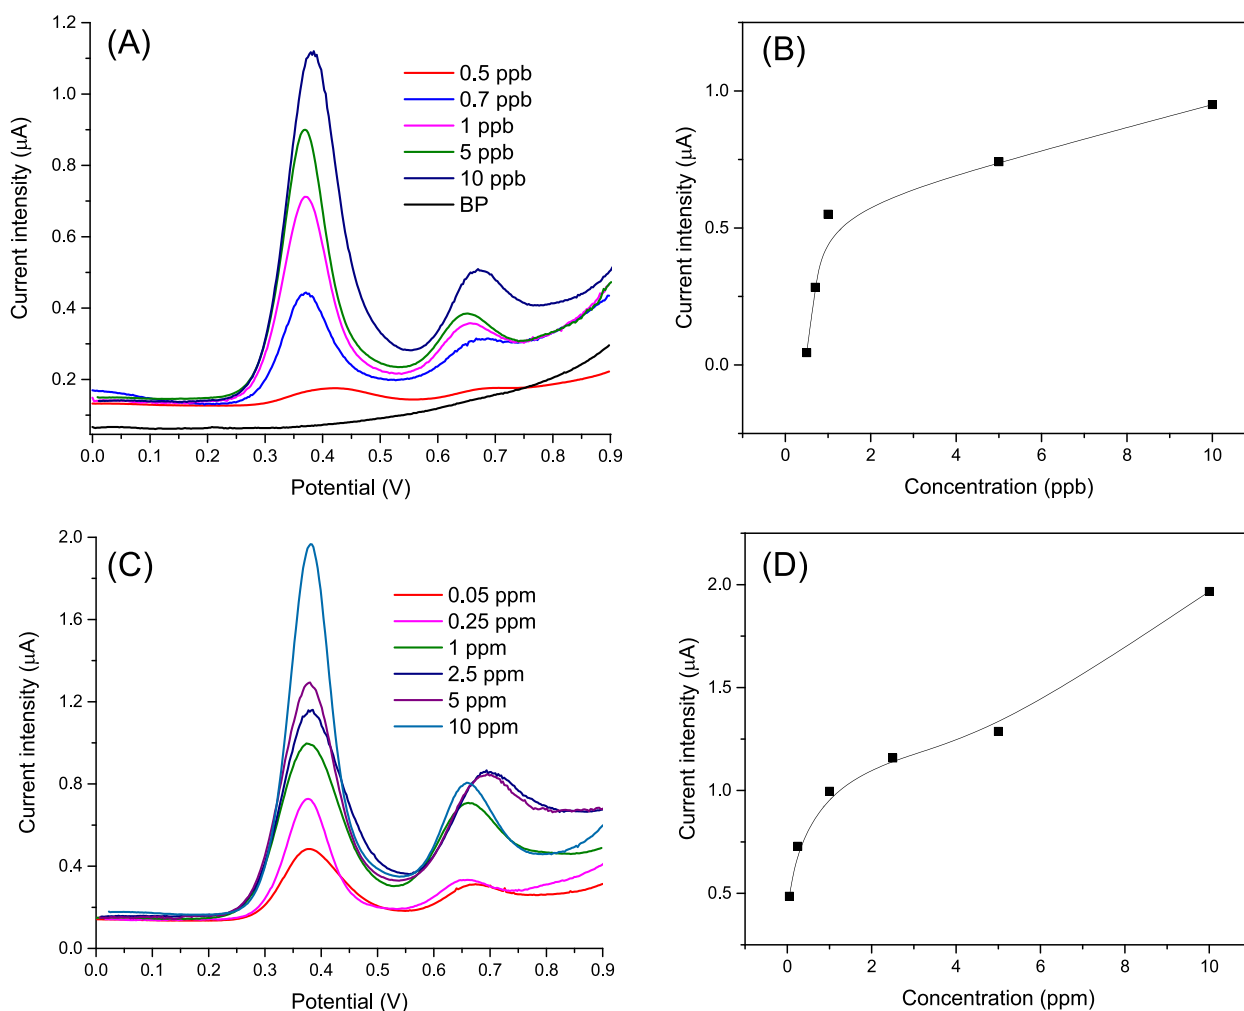 (A)
0.5 ppb
0.7 ppb
1 ppb
5 ppb
10 ppb
BP
Current intensity (μA)
1.2
1.0
0.8
0.6
0.4
0.2
0.0 0.1 0.2 0.3 0.4 0.5 0.6 0.7 0.8 0.9
Potential (V)
(B)
Current intensity (μA)
1.0
0.5
0.0
0 2 4 6 8 10
Concentration (ppb)
(C)
0.05 ppm
0.25 ppm
1 ppm
2.5 ppm
5 ppm
10 ppm
Current intensity (μA)
2.0
1.6
1.2
0.8
0.4
0.0
0.0 0.1 0.2 0.3 0.4 0.5 0.6 0.7 0.8 0.9
Potential (V)
(D)
Current intensity (μA)
2.0
1.5
1.0
0.5
0 2 4 6 8 10
Concentration (ppm)